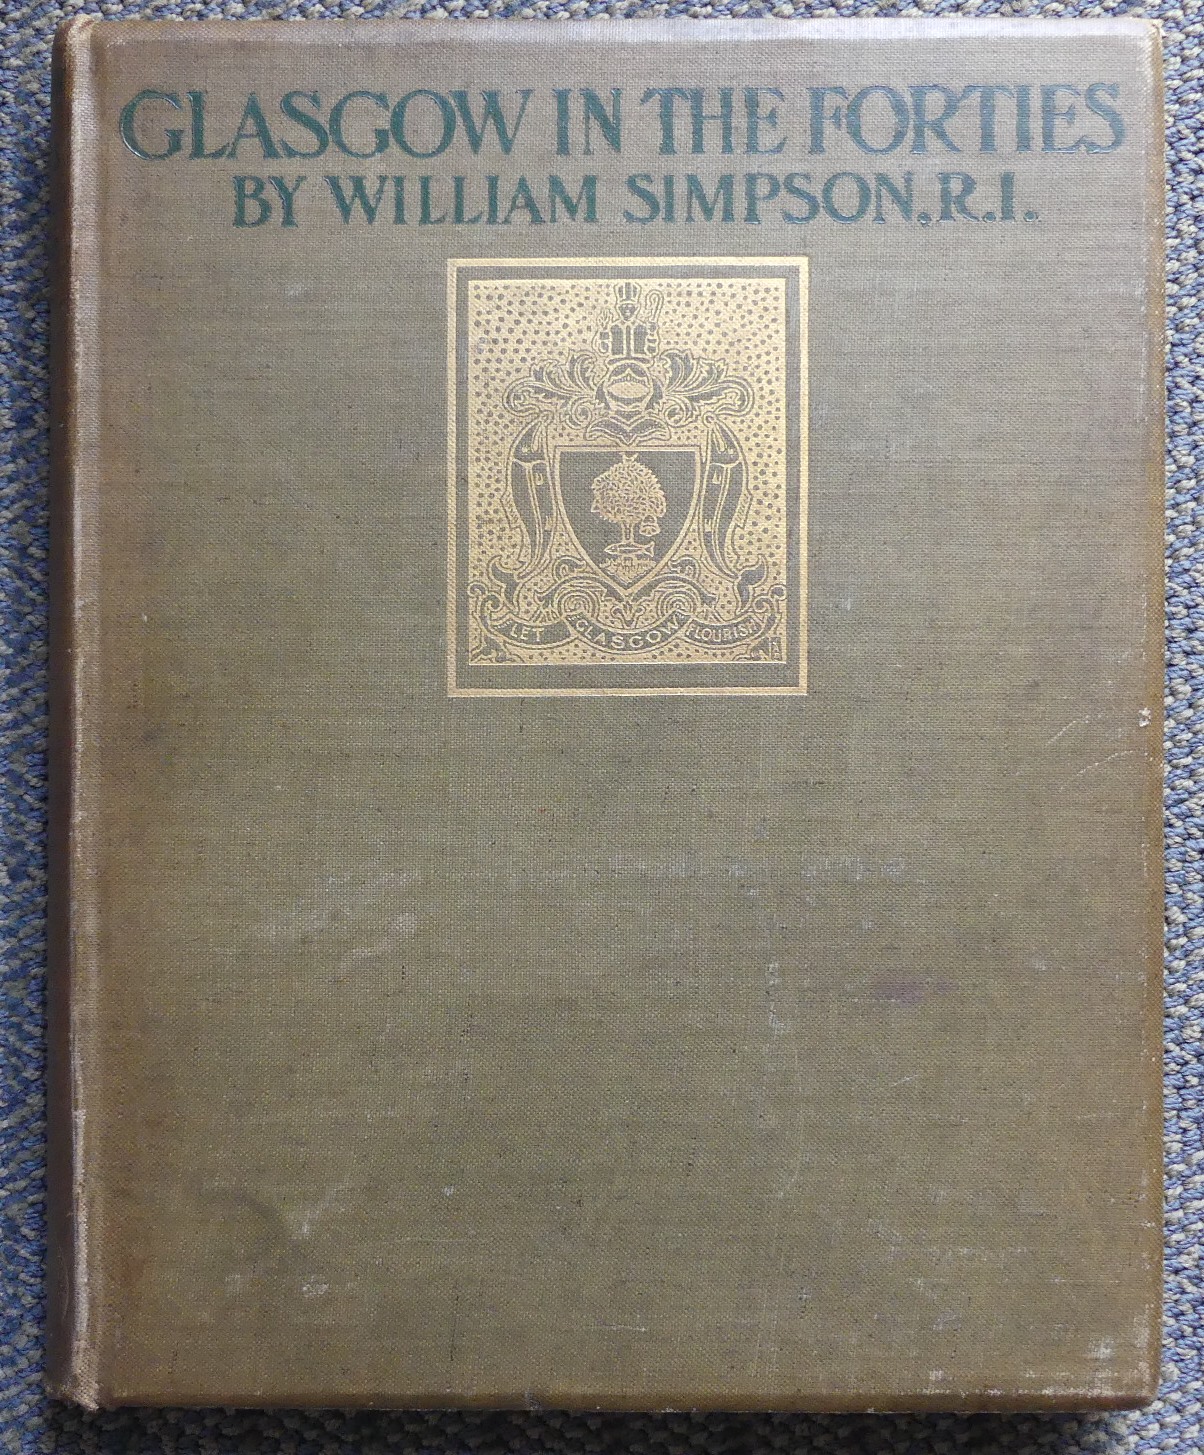 GLASGOW IN THE FORTIES
BY WILLIAM SIMPSON, R.I.
LET GLASGOW FLOURISH